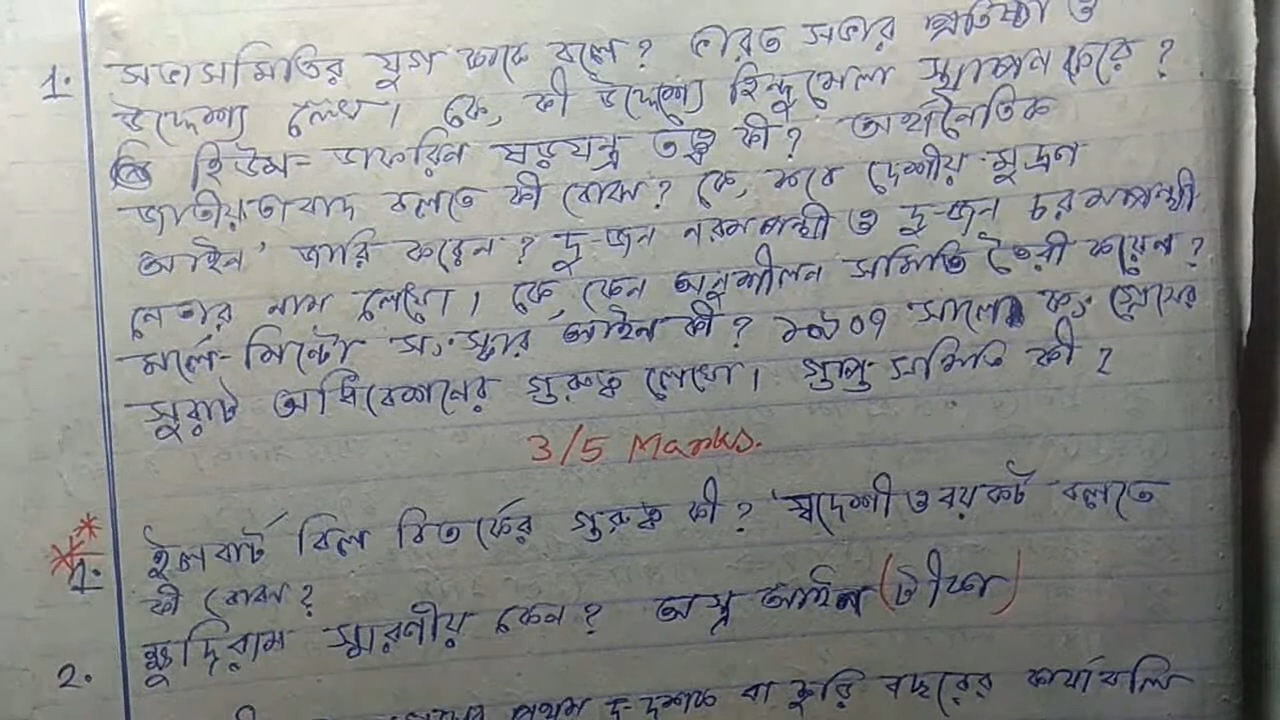 1. সভাসমিতির যুগ কাকে বলে? ভারত সভার প্রতিষ্ঠা ও
উদ্দেশ্য লেখ। কে, কী উদ্দেশ্যে হিন্দুমেলা স্থাপন করে?
হিউম-ডাফরিন ষড়যন্ত্র তত্ত্ব কী? অর্থনৈতিক
জাতীয়তাবাদ বলতে কী বোঝ? কে, কবে দেশীয় মুদ্রণ
আইন' জারি করেন? দু-জন নরমপন্থী ও দু-জন চরমপন্থী
নেতার নাম লেখো। কে, কেন অনুশীলন সমিতি তৈরী করেন?
মর্লে-মিন্টো সংস্কার আইন কী? ১৯০৭ সালে কংগ্রেসের
সুরাট অধিবেশনের গুরুত্ব লেখো। গুপ্ত সমিতি কী?
3/5 Marks.
1. ইলবার্ট বিল বিতর্কের গুরুত্ব কী? 'স্বদেশী ও বয়কট বলতে
কী বোঝ?
ক্ষুদিরাম স্মরণীয় কেন? অস্ত্র আইন (টীকা)
2. প্রথম দু-দশক বা কুড়ি বছরের কার্যাবলি